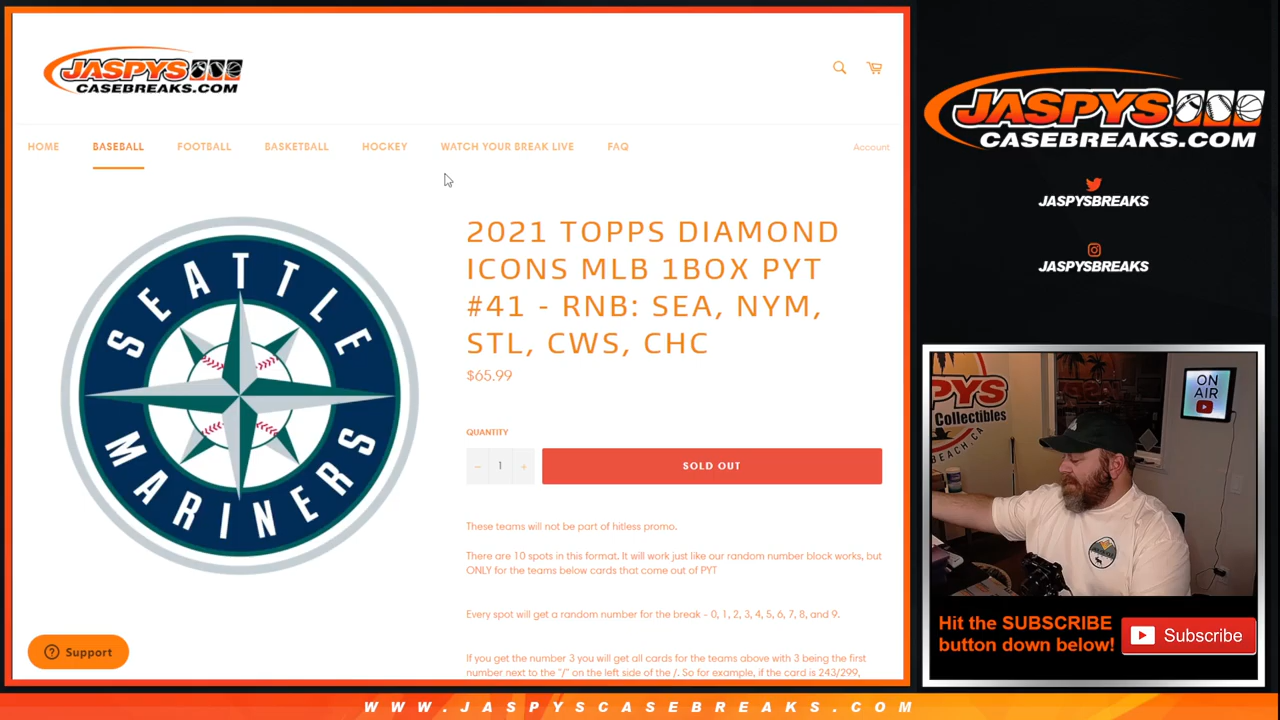 JASPYS
CASEBREAKS.COM
HOME
BASEBALL
FOOTBALL
BASKETBALL
HOCKEY
WATCH YOUR BREAK LIVE
FAQ
Account
SEATTLE
MARINERS
2021 TOPPS DIAMOND
ICONS MLB 1BOX PYT
#41 - RNB: SEA, NYM,
STL, CWS, CHC
$65.99
QUANTITY
− 1 +
SOLD OUT
These teams will not be part of hitless promo.
There are 10 spots in this format. It will work just like our random number block works, but
ONLY for the teams below cards that come out of PYT
Every spot will get a random number for the break - 0, 1, 2, 3, 4, 5, 6, 7, 8, and 9.
If you get the number 3 you will get all cards for the teams above with 3 being the first
number next to the "/" on the left side of the /. So for example, if the card is 243/299,
Support
JASPYS
CASEBREAKS.COM
JASPYSBREAKS
JASPYSBREAKS
PYS
Collectibles
BEACH, CA
ON
AIR
Hit the SUBSCRIBE
button down below!
Subscribe
WWW.JASPYSCASEBREAKS.COM